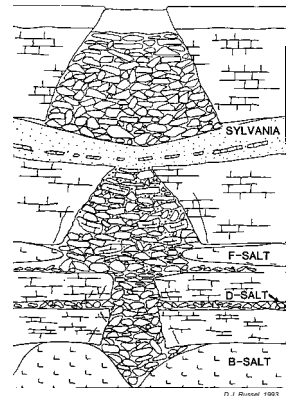 SYLVANIA
F-SALT
D-SALT
B-SALT
D.J. Russel, 1993